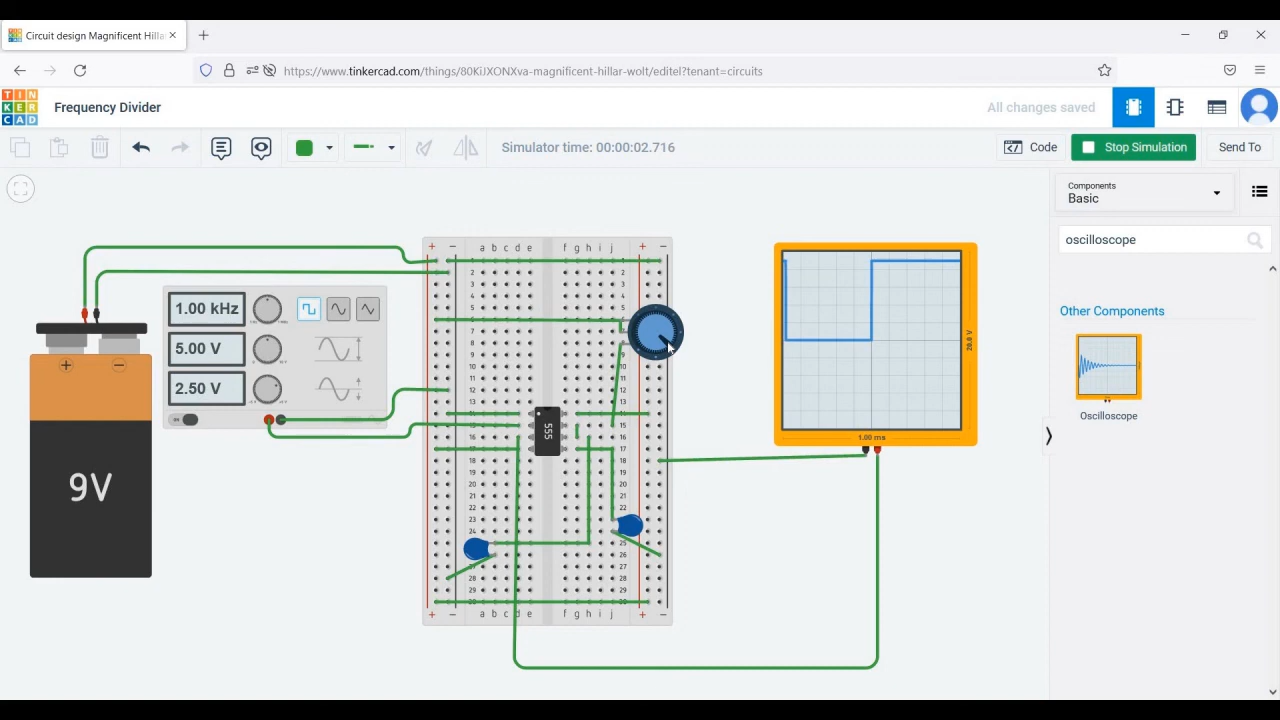 Circuit design Magnificent Hilla
https://www.tinkercad.com/things/80KiJXONXva-magnificent-hillar-wolt/editel?tenant=circuits
TIN
KER
CAD
Frequency Divider
All changes saved
Simulator time: 00:00:02.716
Code
Stop Simulation
Send To
Components
Basic
oscilloscope
Other Components
Oscilloscope
1.00 kHz
5.00 V
2.50 V
9V
+ −
a b c d e
f g h i j
555
20.0 V
1.00 ms
a b c d e
f g h i j